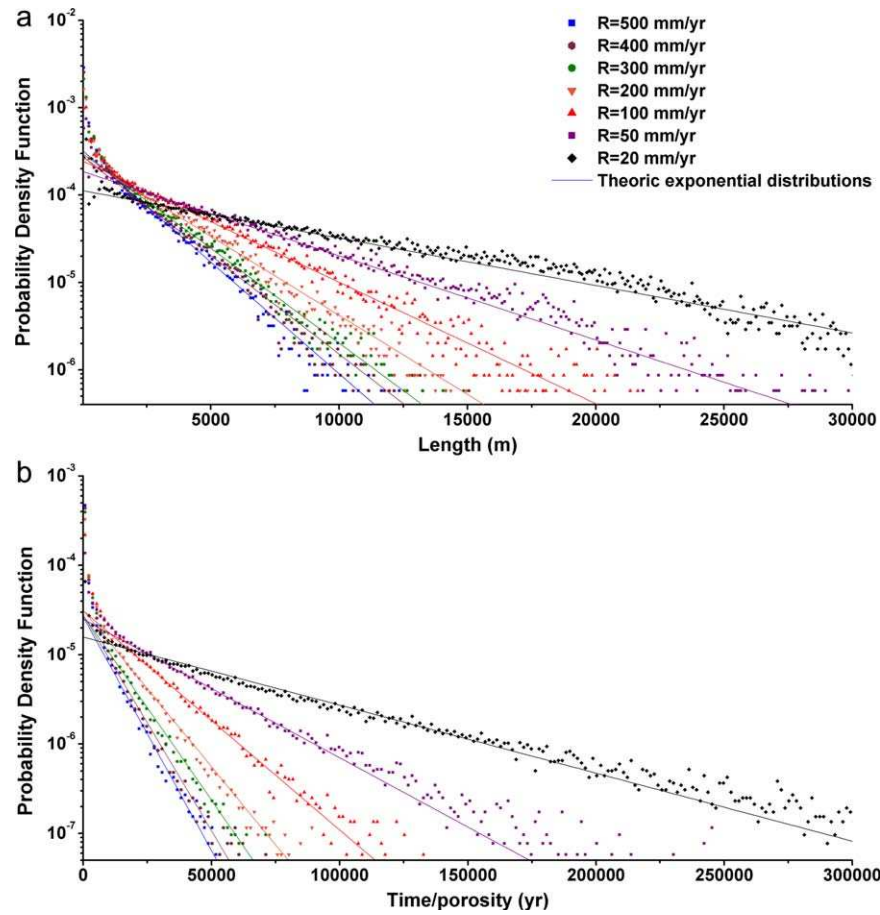 a
10⁻²
10⁻³
10⁻⁴
10⁻⁵
10⁻⁶
Probability Density Function
R=500 mm/yr
R=400 mm/yr
R=300 mm/yr
R=200 mm/yr
R=100 mm/yr
R=50 mm/yr
R=20 mm/yr
Theoric exponential distributions
5000 10000 15000 20000 25000 30000
Length (m)
b
10⁻³
10⁻⁴
10⁻⁵
10⁻⁶
10⁻⁷
Probability Density Function
0 50000 100000 150000 200000 250000 300000
Time/porosity (yr)